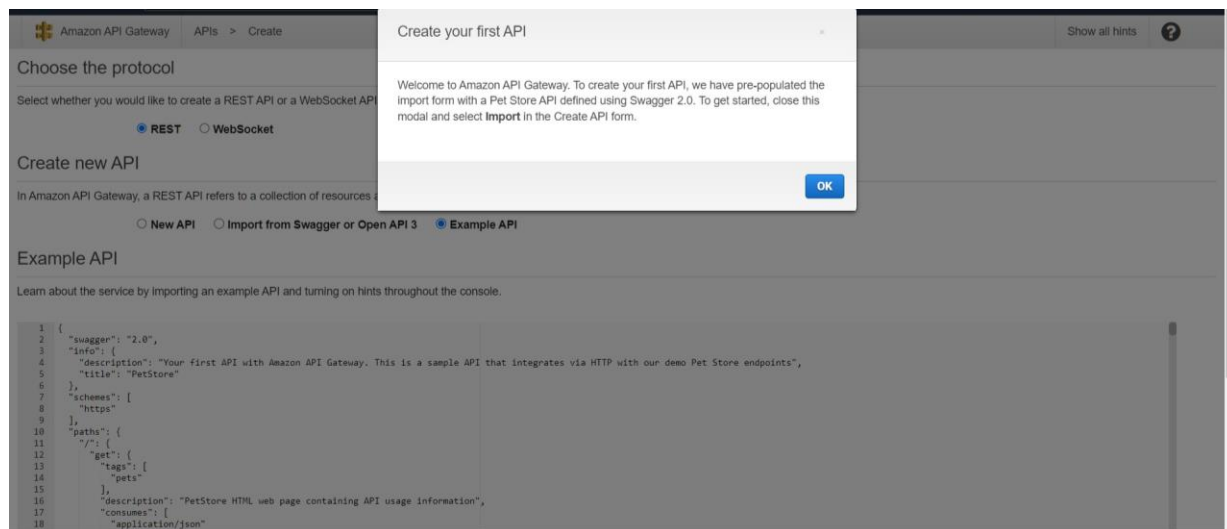 Amazon API Gateway APIs > Create
Show all hints ?
Create your first API ×
Welcome to Amazon API Gateway. To create your first API, we have pre-populated the
import form with a Pet Store API defined using Swagger 2.0. To get started, close this
modal and select Import in the Create API form.
OK
Choose the protocol
Select whether you would like to create a REST API or a WebSocket API
REST WebSocket
Create new API
In Amazon API Gateway, a REST API refers to a collection of resources
New API Import from Swagger or Open API 3 Example API
Example API
Learn about the service by importing an example API and turning on hints throughout the console.
1 {
2 "swagger": "2.0",
3 "info": {
4 "description": "Your first API with Amazon API Gateway. This is a sample API that integrates via HTTP with our demo Pet Store endpoints",
5 "title": "PetStore"
6 },
7 "schemes": [
8 "https"
9 ],
10 "paths": {
11 "/": {
12 "get": {
13 "tags": [
14 "pets"
15 ],
16 "description": "PetStore HTML web page containing API usage information",
17 "consumes": [
18 "application/json"